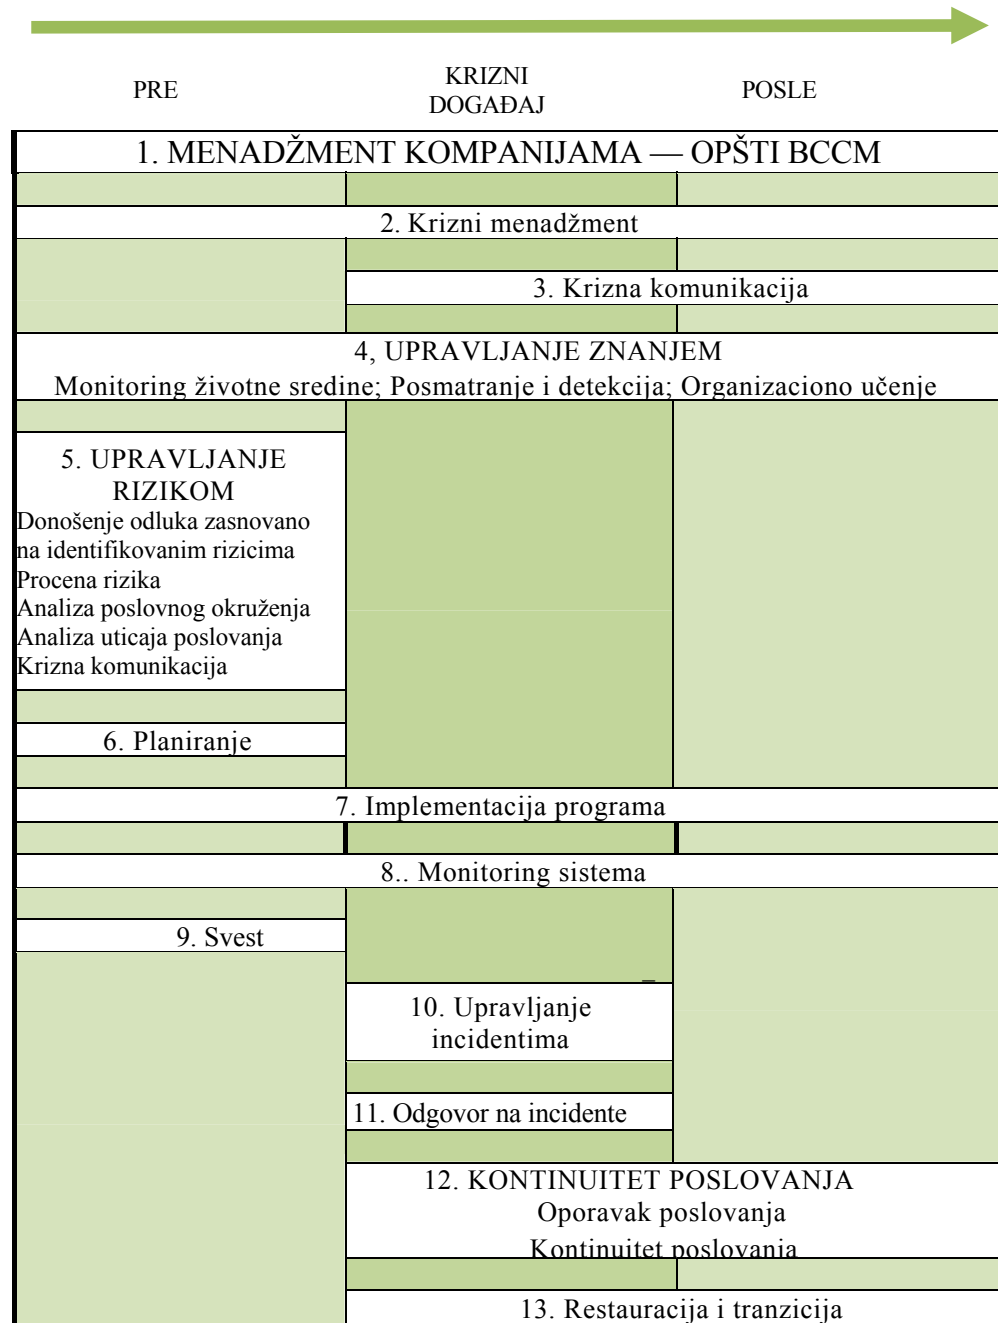 PRE
KRIZNI
DOGAĐAJ
POSLE
1. MENADŽMENT KOMPANIJAMA — OPŠTI BCCM
2. Krizni menadžment
3. Krizna komunikacija
4, UPRAVLJANJE ZNANJEM
Monitoring životne sredine; Posmatranje i detekcija; Organizaciono učenje
5. UPRAVLJANJE
RIZIKOM
Donošenje odluka zasnovano
na identifikovanim rizicima
Procena rizika
Analiza poslovnog okruženja
Analiza uticaja poslovanja
Krizna komunikacija
6. Planiranje
7. Implementacija programa
8.. Monitoring sistema
9. Svest
10. Upravljanje
incidentima
11. Odgovor na incidente
12. KONTINUITET POSLOVANJA
Oporavak poslovanja
Kontinuitet poslovanja
13. Restauracija i tranzicija